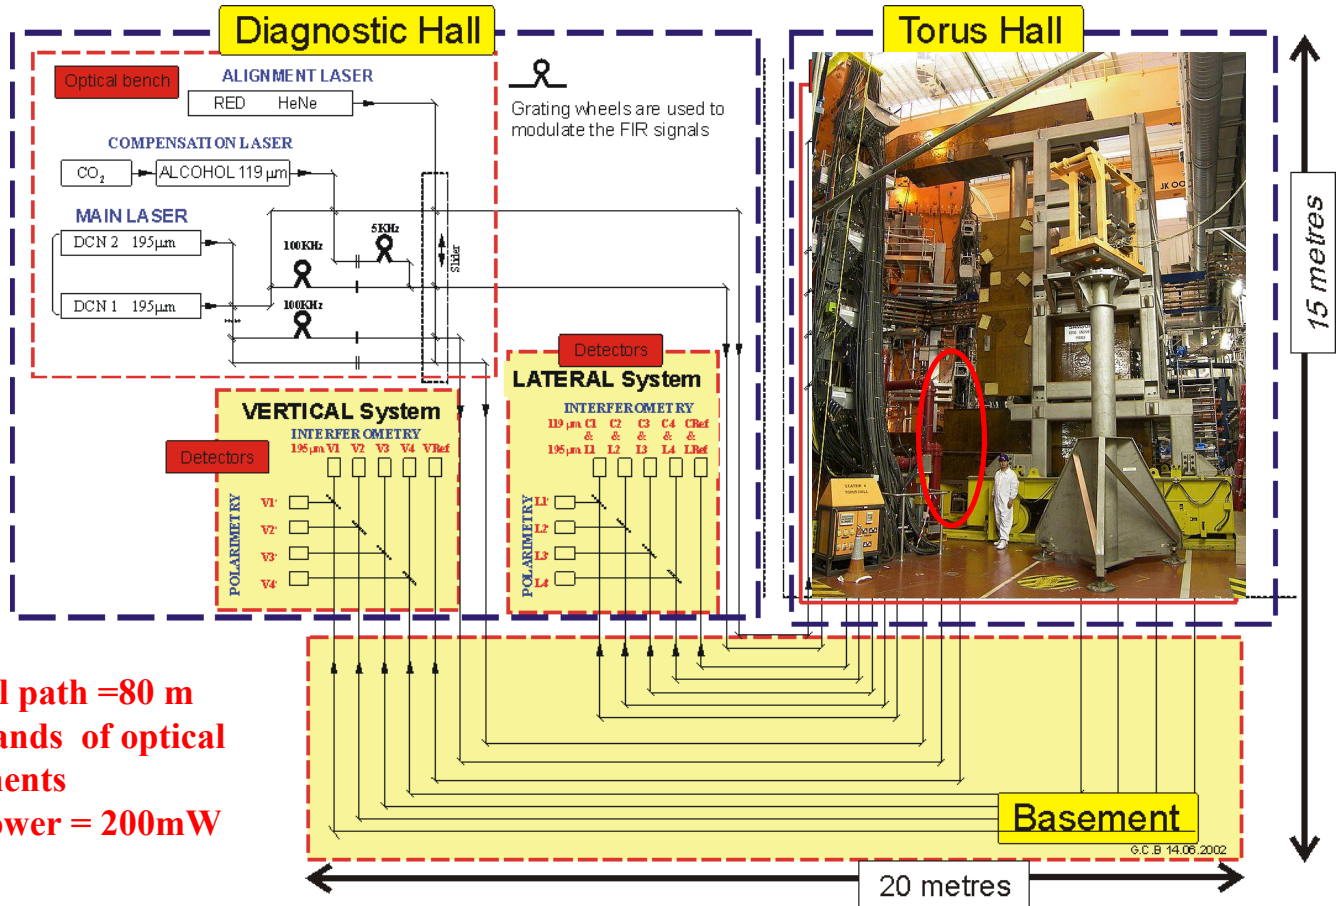 Diagnostic Hall
Torus Hall
Optical bench
ALIGNMENT LASER
RED HeNe
Grating wheels are used to
modulate the FIR signals
COMPENSATION LASER
CO₂
ALCOHOL 119 µm
MAIN LASER
DCN 2 195µm
DCN 1 195µm
100KHz
5KHz
100KHz
Slider
15 metres
Detectors
VERTICAL System
INTERFEROMETRY
195µm V1 V2 V3 V4 VRef
POLARIMETRY
V1'
V2'
V3'
V4'
Detectors
LATERAL System
INTERFEROMETRY
119 µm C1 C2 C3 C4 CRef
& & & & &
195µm L1 L2 L3 L4 LRef
POLARIMETRY
L1'
L2'
L3'
L4'
l path =80 m
ands of optical
nents
ower = 200mW
Basement
G.C.B 14.06.2002
20 metres